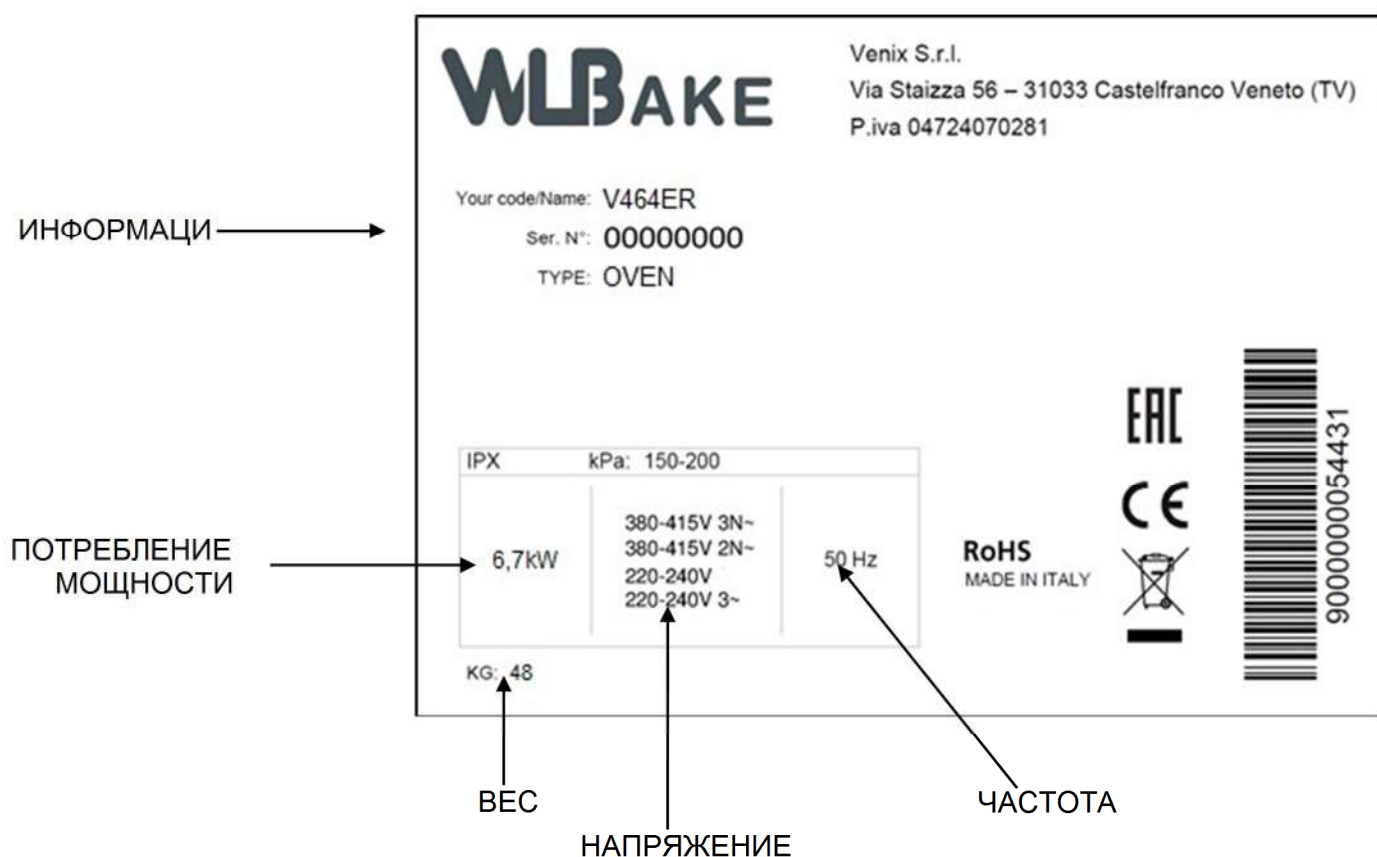 WLBAKE
Venix S.r.l.
Via Staizza 56 – 31033 Castelfranco Veneto (TV)
P.iva 04724070281
Your code/Name: V464ER
ИНФОРМАЦИ
Ser. N°: 00000000
TYPE: OVEN
EAC
IPX kPa: 150-200
CE
380-415V 3N~
380-415V 2N~
220-240V
220-240V 3~
6,7kW
50 Hz
RoHS
MADE IN ITALY
9000000054431
ПОТРЕБЛЕНИЕ
МОЩНОСТИ
KG: 48
ВЕС
ЧАСТОТА
НАПРЯЖЕНИЕ